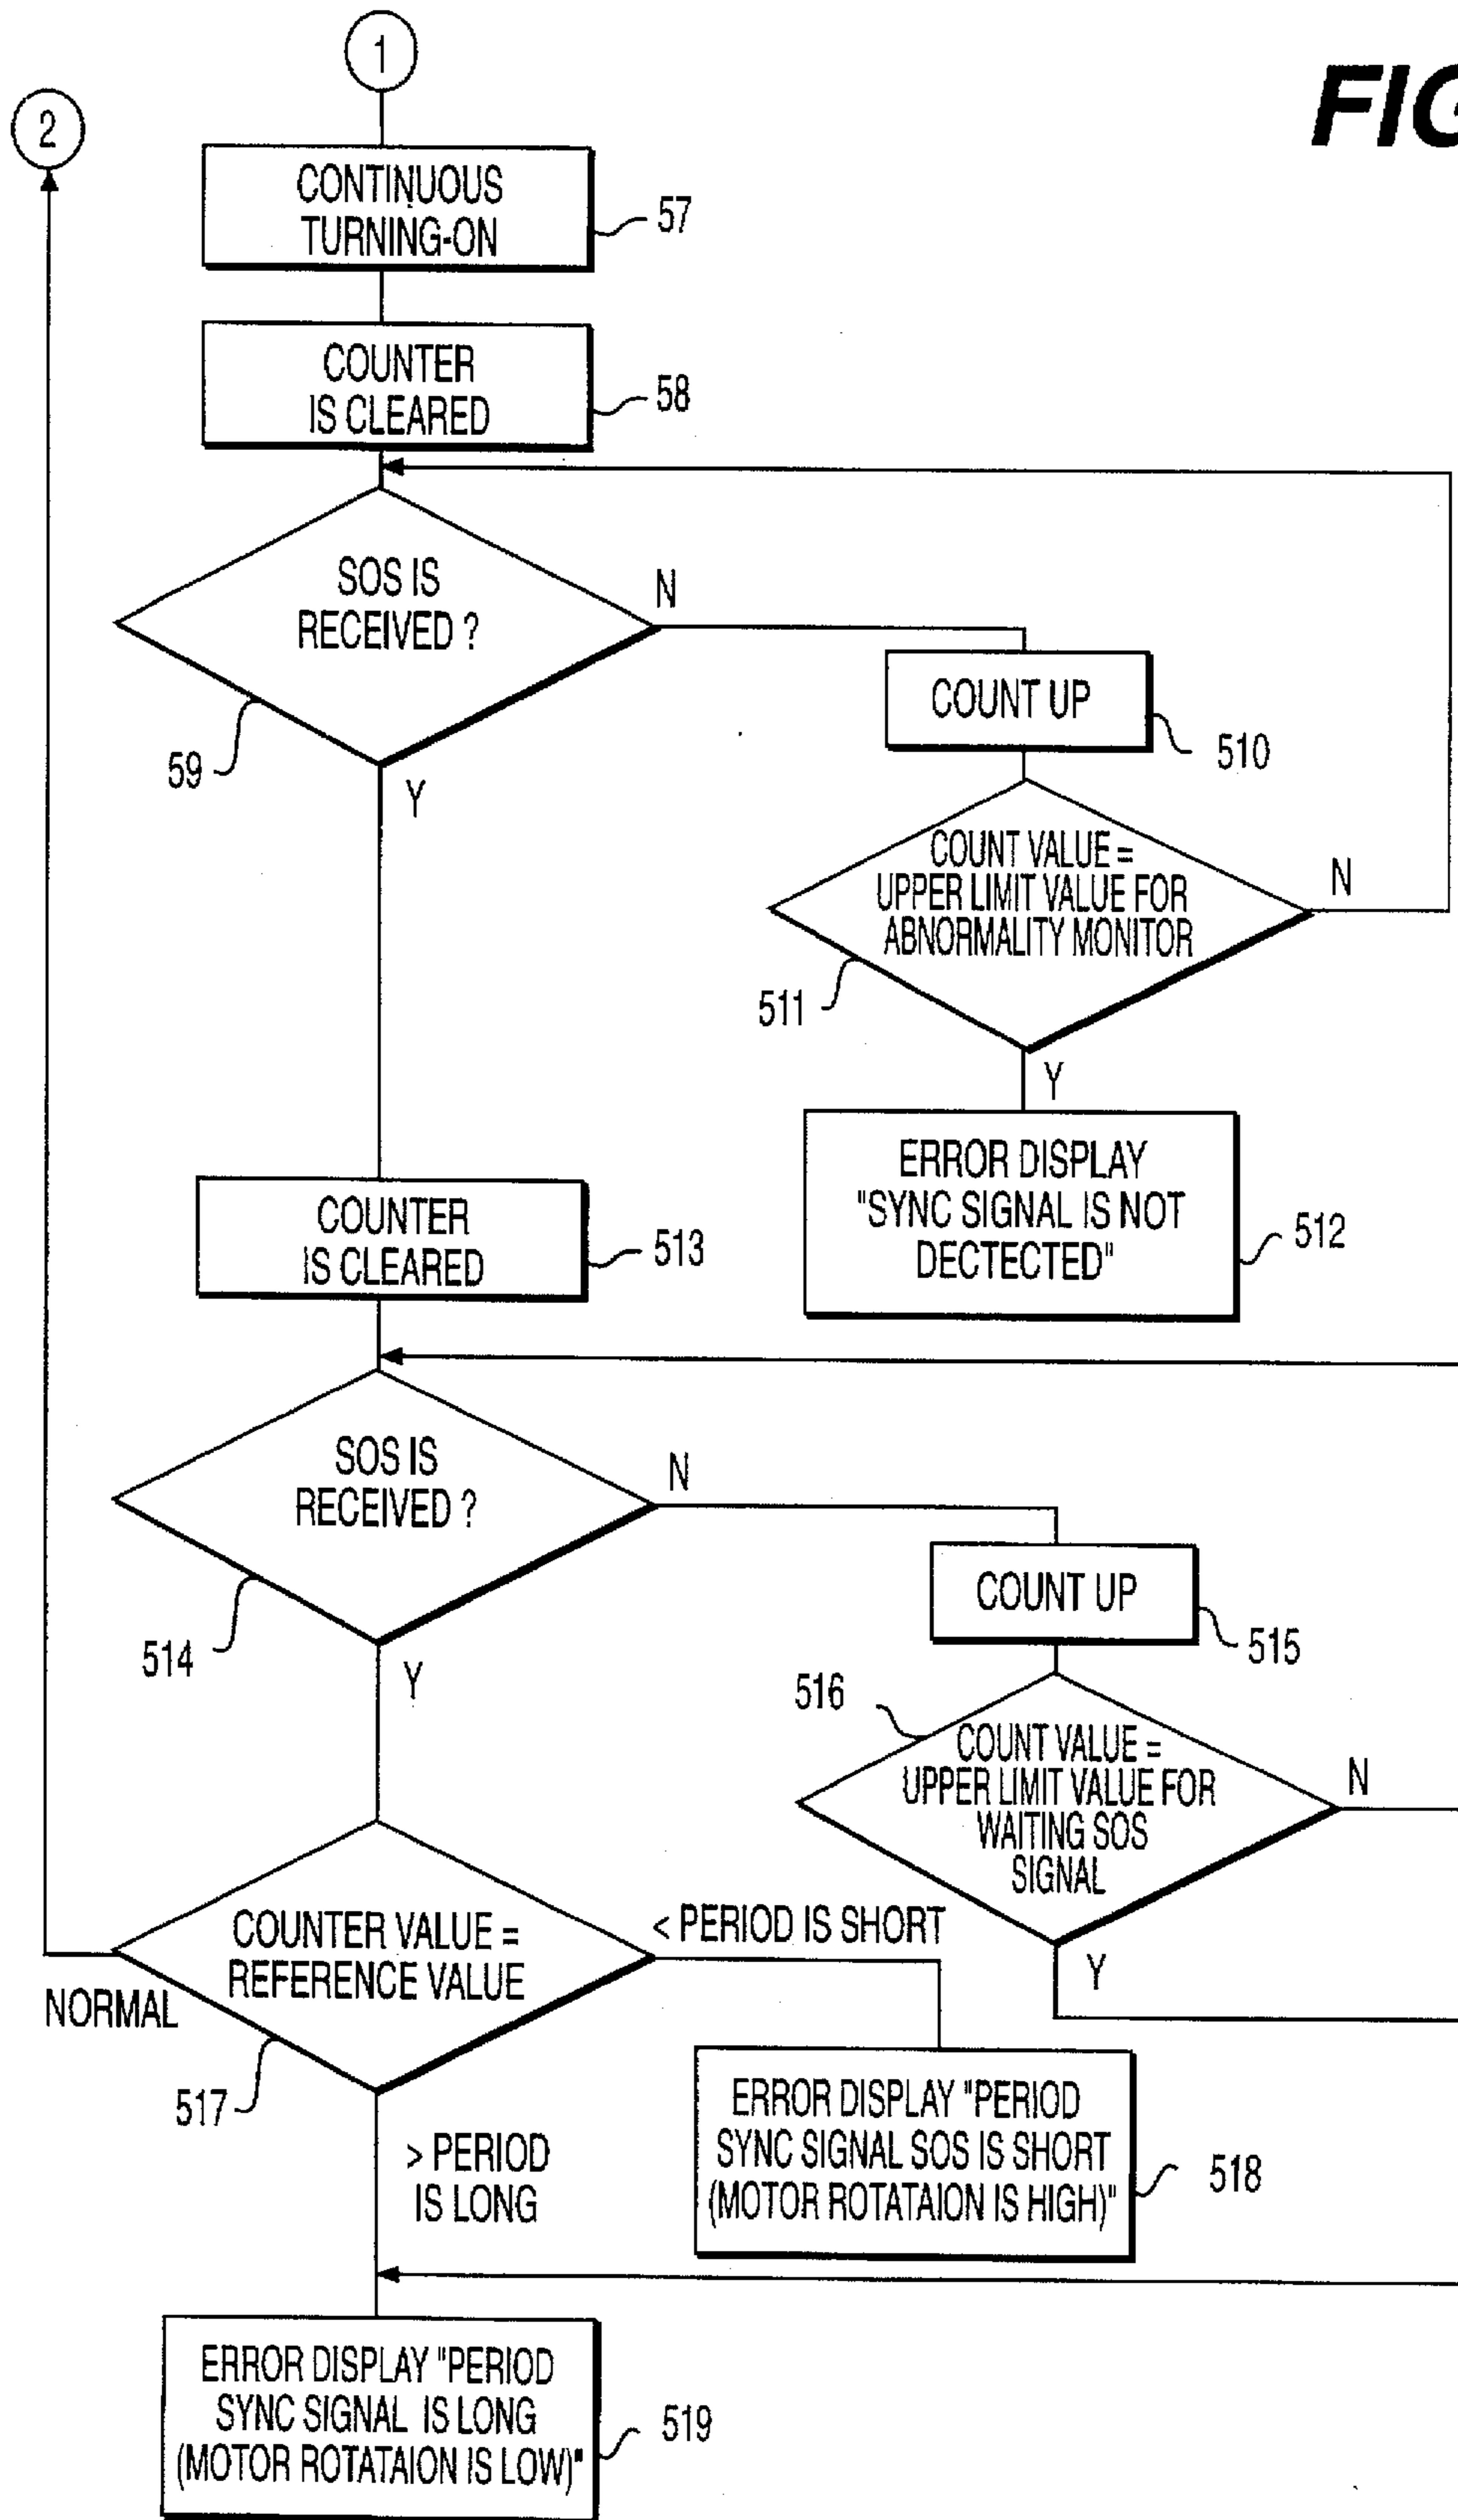 1
2
FIG
CONTINUOUS
TURNING-ON
57
COUNTER
IS CLEARED
58
SOS IS
RECEIVED ?
N
59
Y
COUNT UP
510
COUNT VALUE =
UPPER LIMIT VALUE FOR
ABNORMALITY MONITOR
N
511
Y
ERROR DISPLAY
"SYNC SIGNAL IS NOT
DECTECTED"
512
COUNTER
IS CLEARED
513
SOS IS
RECEIVED ?
N
514
Y
COUNT UP
515
516
COUNT VALUE =
UPPER LIMIT VALUE FOR
WAITING SOS
SIGNAL
N
Y
COUNTER VALUE =
REFERENCE VALUE
< PERIOD IS SHORT
NORMAL
517
> PERIOD
IS LONG
ERROR DISPLAY "PERIOD
SYNC SIGNAL SOS IS SHORT
(MOTOR ROTATAION IS HIGH)"
518
ERROR DISPLAY "PERIOD
SYNC SIGNAL IS LONG
(MOTOR ROTATAION IS LOW)"
519